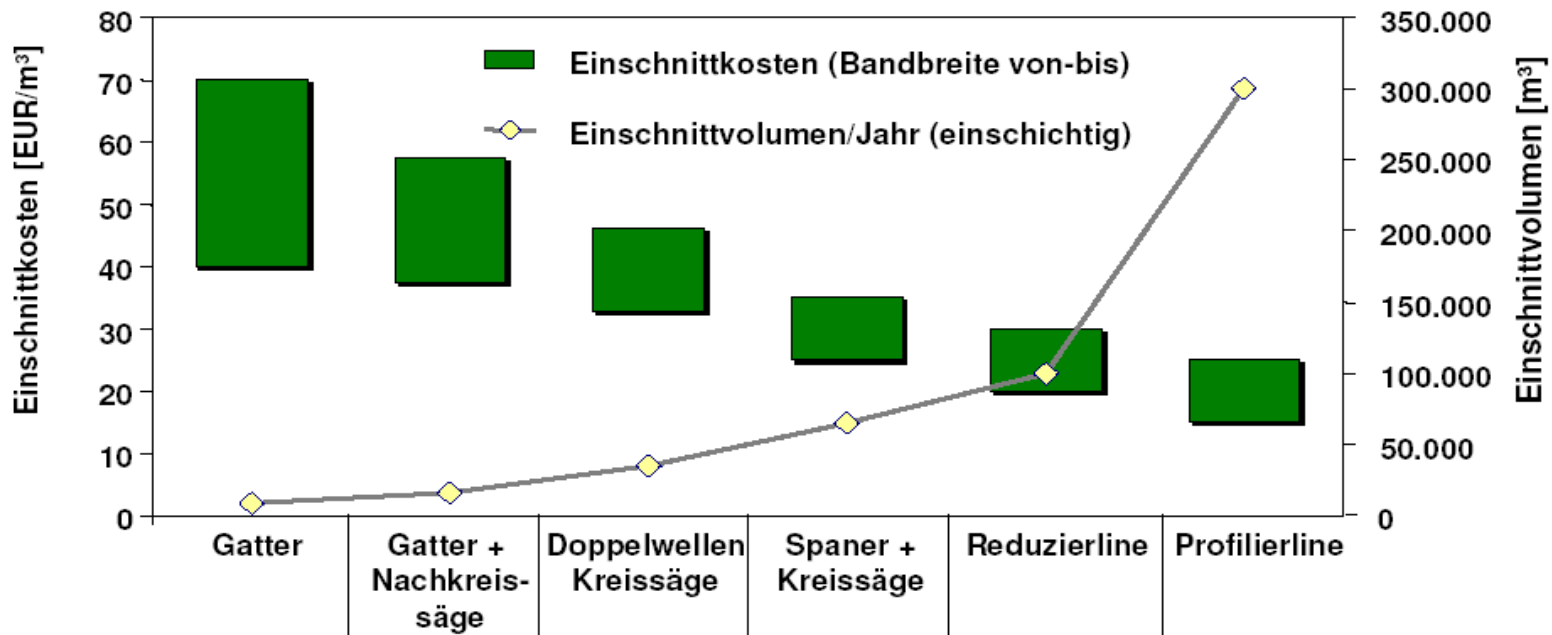 Einschnittkosten [EUR/m³]
80
70
60
50
40
30
20
10
0
Einschnittkosten (Bandbreite von-bis)
Einschnittvolumen/Jahr (einschichtig)
350.000
300.000
250.000
200.000
150.000
100.000
50.000
0
Einschnittvolumen [m³]
Gatter
Gatter +
Nachkreis-
säge
Doppelwellen
Kreissäge
Spaner +
Kreissäge
Reduzierline
Profilierline